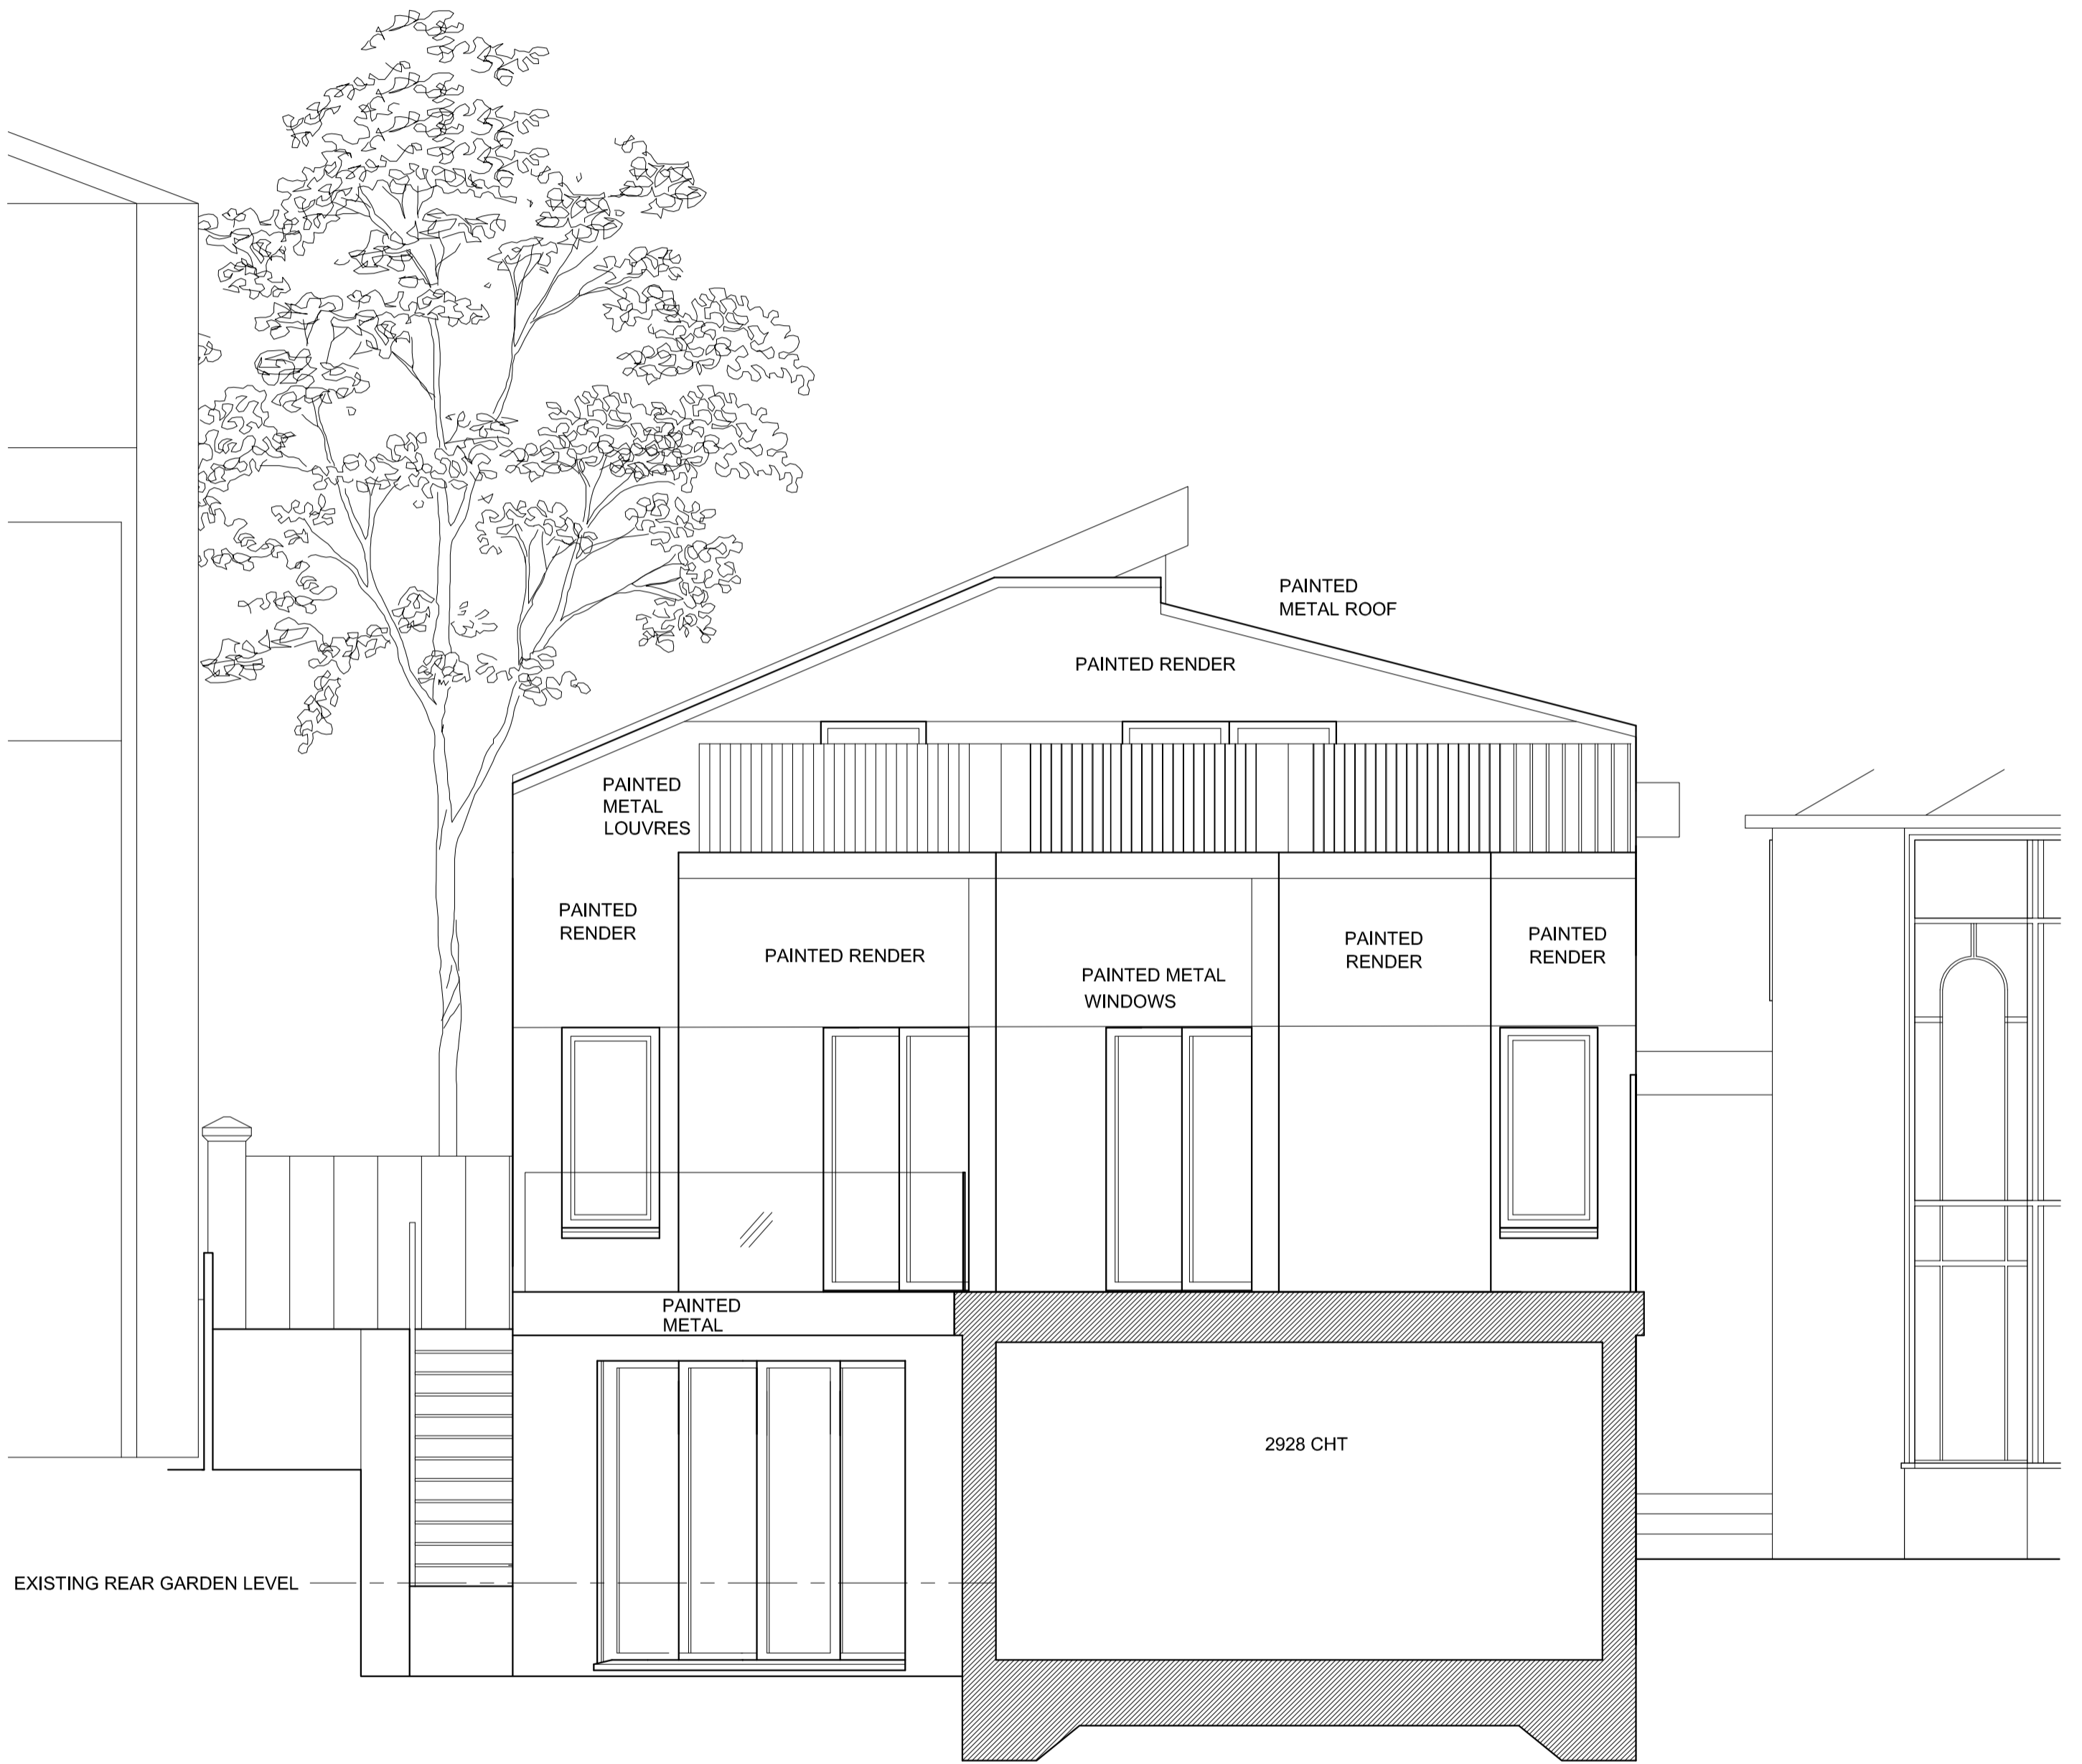 PAINTED
METAL ROOF
PAINTED RENDER
PAINTED
METAL
LOUVRES
PAINTED
RENDER
PAINTED RENDER
PAINTED METAL
WINDOWS
PAINTED
RENDER
PAINTED
RENDER
PAINTED
METAL
2928 CHT
EXISTING REAR GARDEN LEVEL